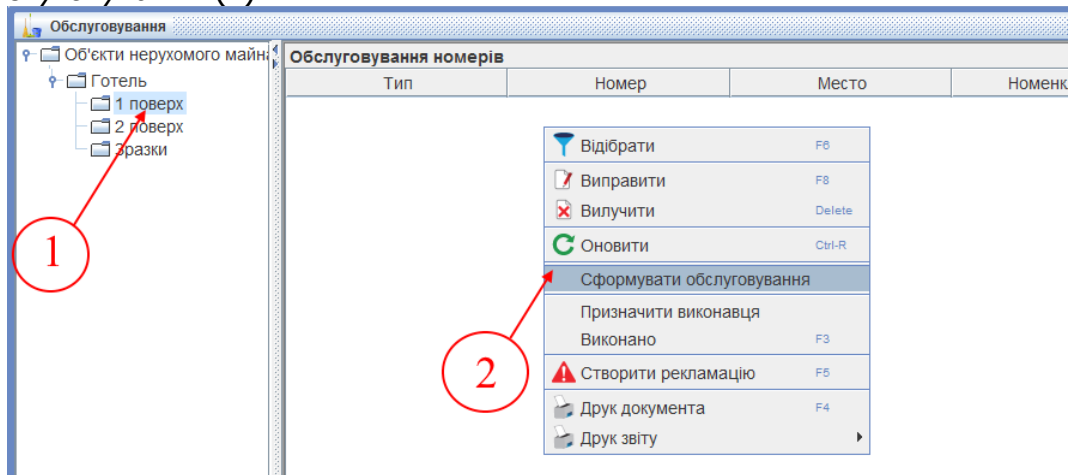 Обслуговування
Об'єкти нерухомого майна
Готель
1 поверх
2 поверх
Зразки
1
Обслуговування номерів
Тип Номер Место Номенк
Відібрати F6
Виправити F8
Вилучити Delete
Оновити Ctrl-R
Сформувати обслуговування
Призначити виконавця
Виконано F3
Створити рекламацію F5
Друк документа F4
Друк звіту
2